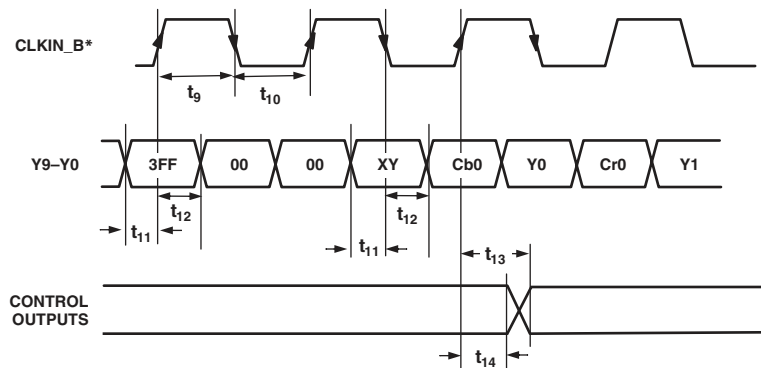 CLKIN_B*
t9 t10
Y9–Y0 3FF 00 00 XY Cb0 Y0 Cr0 Y1
t12 t12
t11 t11
t13
CONTROL
OUTPUTS
t14